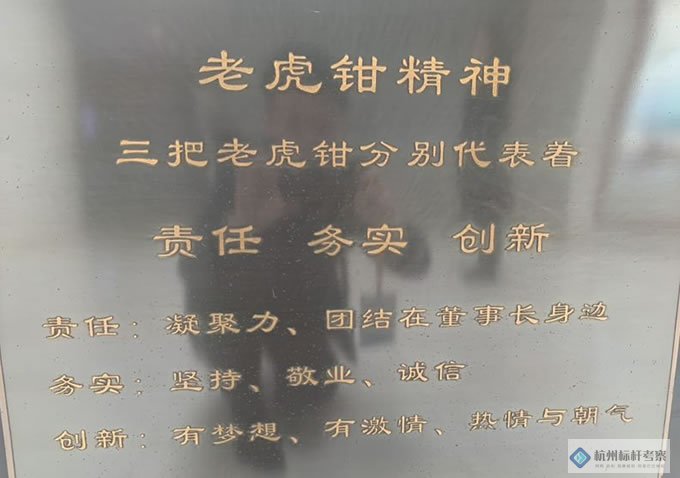 老虎钳精神
三把老虎钳分别代表着
责任 务实 创新
责任：凝聚力、团结在董事长身边
务实：坚持、敬业、诚信
创新：有梦想、有激情、热情与朝气
杭州标杆考察